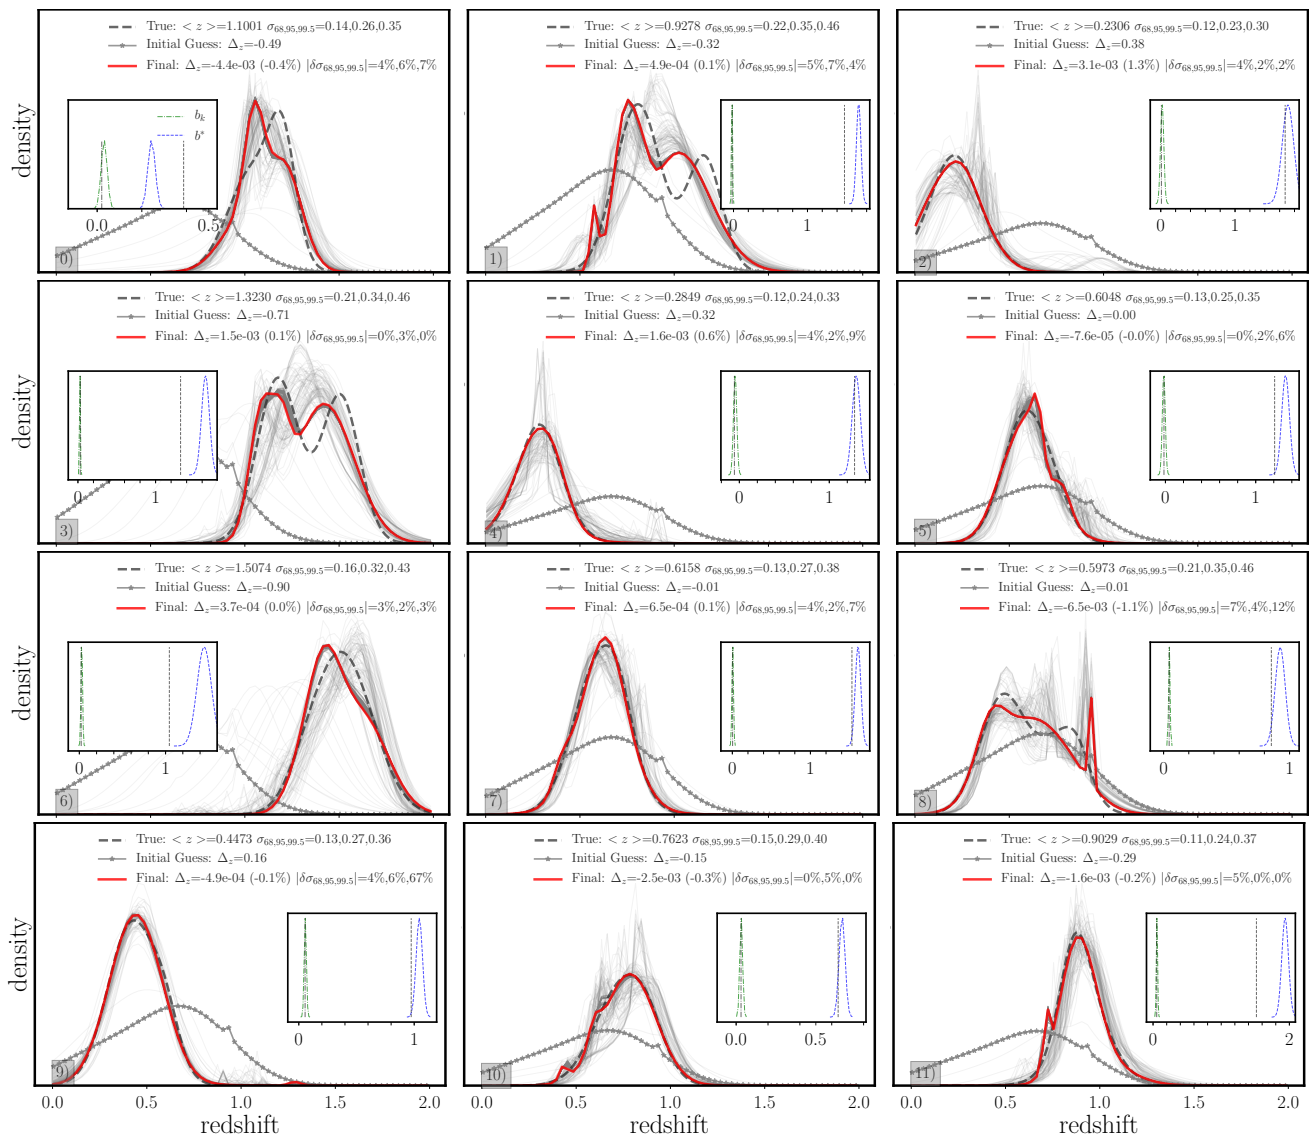 True: < z >=1.1001 σ68,95,99.5=0.14,0.26,0.35
Initial Guess: Δz=-0.49
Final: Δz=-4.4e-03 (-0.4%) |δσ68,95,99.5|=4%,6%,7%
bk
b*
0.0 0.5
0)
density
True: < z >=0.9278 σ68,95,99.5=0.22,0.35,0.46
Initial Guess: Δz=-0.32
Final: Δz=4.9e-04 (0.1%) |δσ68,95,99.5|=5%,7%,4%
0 1
1)
True: < z >=0.2306 σ68,95,99.5=0.12,0.23,0.30
Initial Guess: Δz=0.38
Final: Δz=3.1e-03 (1.3%) |δσ68,95,99.5|=4%,2%,2%
0 1
2)
True: < z >=1.3230 σ68,95,99.5=0.21,0.34,0.46
Initial Guess: Δz=-0.71
Final: Δz=1.5e-03 (0.1%) |δσ68,95,99.5|=0%,3%,0%
0 1
3)
density
True: < z >=0.2849 σ68,95,99.5=0.12,0.24,0.33
Initial Guess: Δz=0.32
Final: Δz=1.6e-03 (0.6%) |δσ68,95,99.5|=4%,2%,9%
0 1
4)
True: < z >=0.6048 σ68,95,99.5=0.13,0.25,0.35
Initial Guess: Δz=0.00
Final: Δz=-7.6e-05 (-0.0%) |δσ68,95,99.5|=0%,2%,6%
0 1
5)
True: < z >=1.5074 σ68,95,99.5=0.16,0.32,0.43
Initial Guess: Δz=-0.90
Final: Δz=3.7e-04 (0.0%) |δσ68,95,99.5|=3%,2%,3%
0 1
6)
density
True: < z >=0.6158 σ68,95,99.5=0.13,0.27,0.38
Initial Guess: Δz=-0.01
Final: Δz=6.5e-04 (0.1%) |δσ68,95,99.5|=4%,2%,7%
0 1
7)
True: < z >=0.5973 σ68,95,99.5=0.21,0.35,0.46
Initial Guess: Δz=0.01
Final: Δz=-6.5e-03 (-1.1%) |δσ68,95,99.5|=7%,4%,12%
0 1
8)
True: < z >=0.4473 σ68,95,99.5=0.13,0.27,0.36
Initial Guess: Δz=0.16
Final: Δz=-4.9e-04 (-0.1%) |δσ68,95,99.5|=4%,6%,67%
0 1
9)
density
0.0 0.5 1.0 1.5 2.0
redshift
True: < z >=0.7623 σ68,95,99.5=0.15,0.29,0.40
Initial Guess: Δz=-0.15
Final: Δz=-2.5e-03 (-0.3%) |δσ68,95,99.5|=0%,5%,0%
0.0 0.5
10)
0.0 0.5 1.0 1.5 2.0
redshift
True: < z >=0.9029 σ68,95,99.5=0.11,0.24,0.37
Initial Guess: Δz=-0.29
Final: Δz=-1.6e-03 (-0.2%) |δσ68,95,99.5|=5%,0%,0%
0 1 2
11)
0.0 0.5 1.0 1.5 2.0
redshift